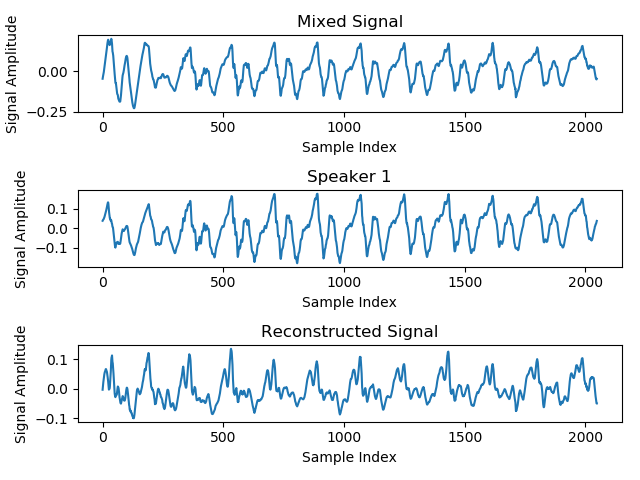 Mixed Signal
Signal Amplitude
0.00
−0.25
0
500
1000
1500
2000
Sample Index
Speaker 1
Signal Amplitude
0.1
0.0
−0.1
0
500
1000
1500
2000
Sample Index
Reconstructed Signal
Signal Amplitude
0.1
0.0
−0.1
0
500
1000
1500
2000
Sample Index